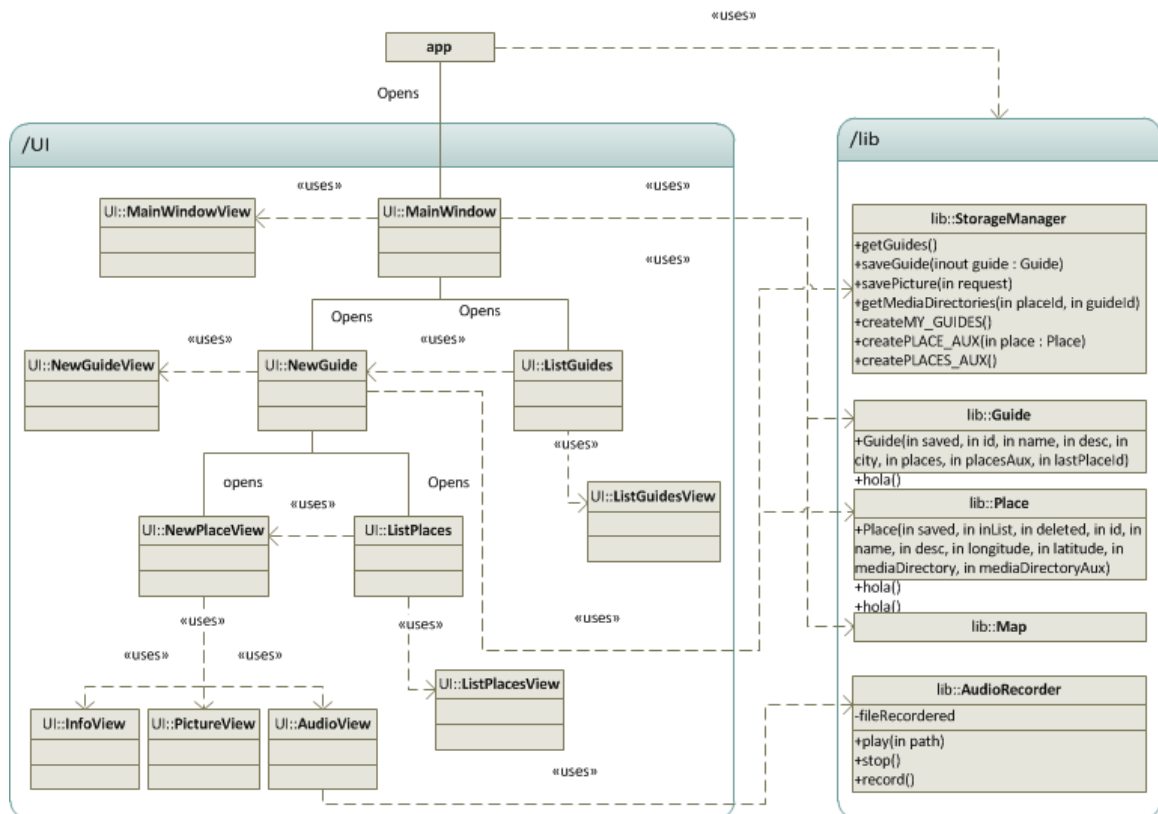 «uses»
app
Opens
/UI
/lib
«uses»
«uses»
UI::MainWindowView
UI::MainWindow
lib::StorageManager
+getGuides()
+saveGuide(inout guide : Guide)
+savePicture(in request)
+getMediaDirectories(in placeId, in guideId)
+createMY_GUIDES()
+createPLACE_AUX(in place : Place)
+createPLACES_AUX()
«uses»
Opens
Opens
«uses»
«uses»
UI::NewGuideView
UI::NewGuide
UI::ListGuides
lib::Guide
+Guide(in saved, in id, in name, in desc, in
city, in places, in placesAux, in lastPlaceId)
+hola()
«uses»
opens
Opens
«uses»
UI::ListGuidesView
lib::Place
+Place(in saved, in inList, in deleted, in id, in
name, in desc, in longitude, in latitude, in
mediaDirectory, in mediaDirectoryAux)
+hola()
+hola()
UI::NewPlaceView
UI::ListPlaces
«uses»
«uses»
«uses»
lib::Map
«uses»
«uses»
UI::ListPlacesView
lib::AudioRecorder
-fileRecordered
+play(in path)
+stop()
+record()
UI::InfoView
UI::PictureView
UI::AudioView
«uses»